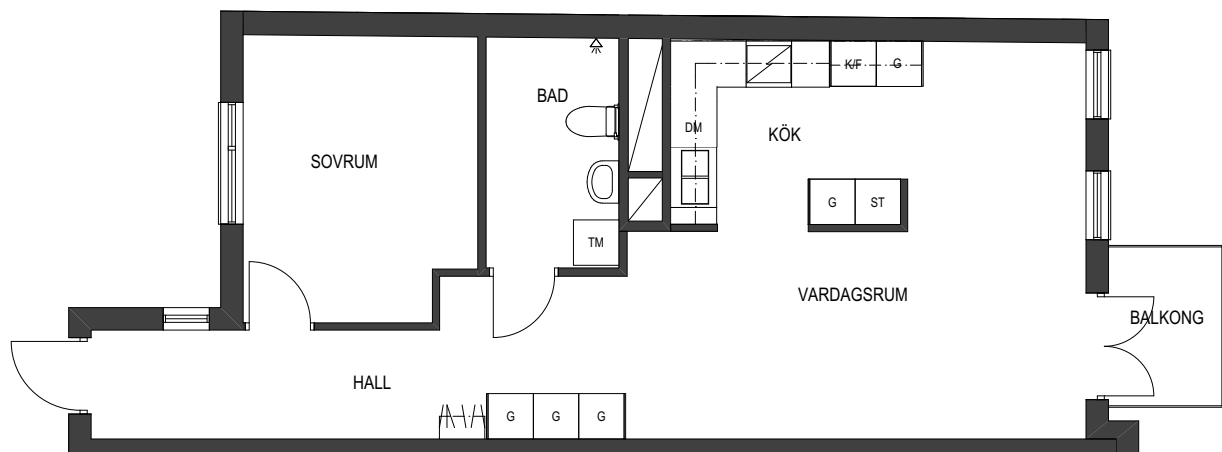 BAD
K/F
G
DM
KÖK
SOVRUM
G
ST
TM
VARDAGSRUM
BALKONG
HALL
G
G
G